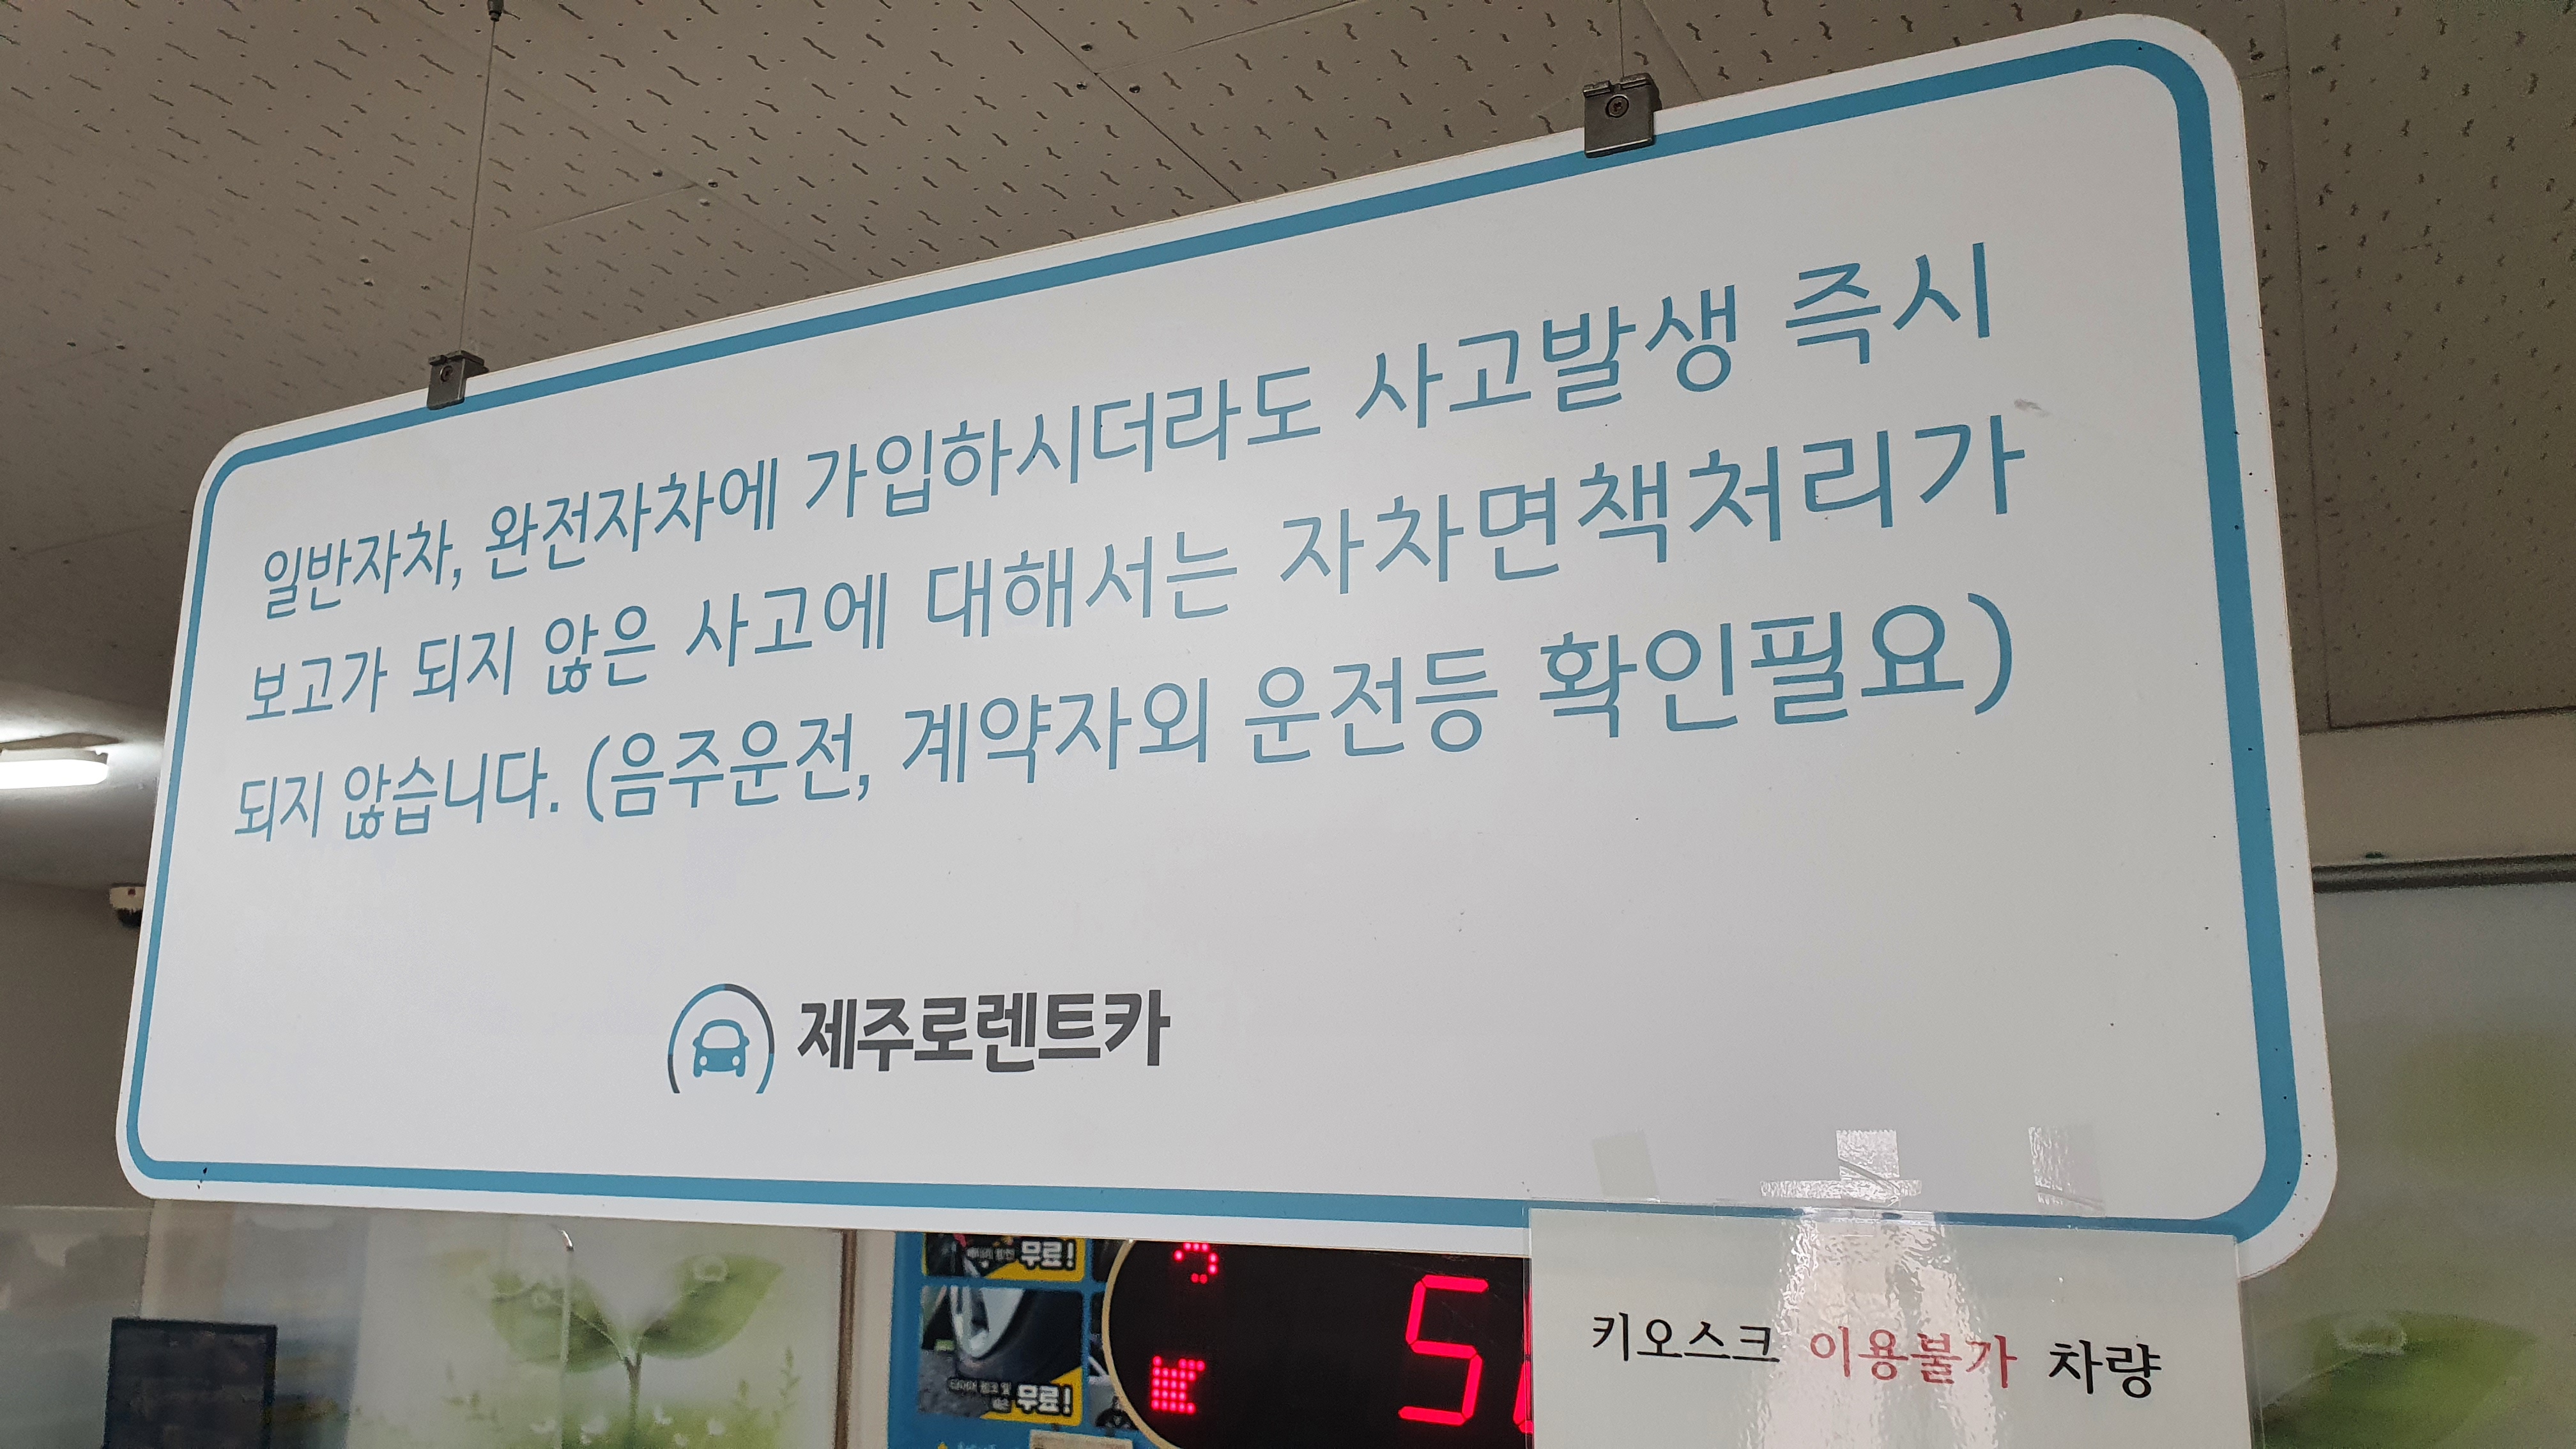 일반자차, 완전자차에 가입하시더라도 사고발생 즉시
보고가 되지 않은 사고에 대해서는 자차면책처리가
되지 않습니다. (음주운전, 계약자외 운전등 확인필요)
제주로렌트카
무료!
무료!
키오스크 이용불가 차량